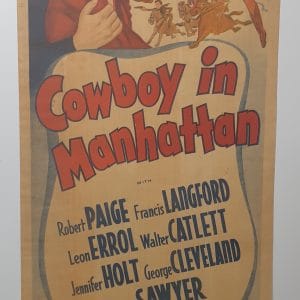 Cowboy in
Manhattan
WITH
Robert PAIGE Francis LANGFORD
Leon ERROL Walter CATLETT
Jennifer HOLT George CLEVELAND
SAWYER